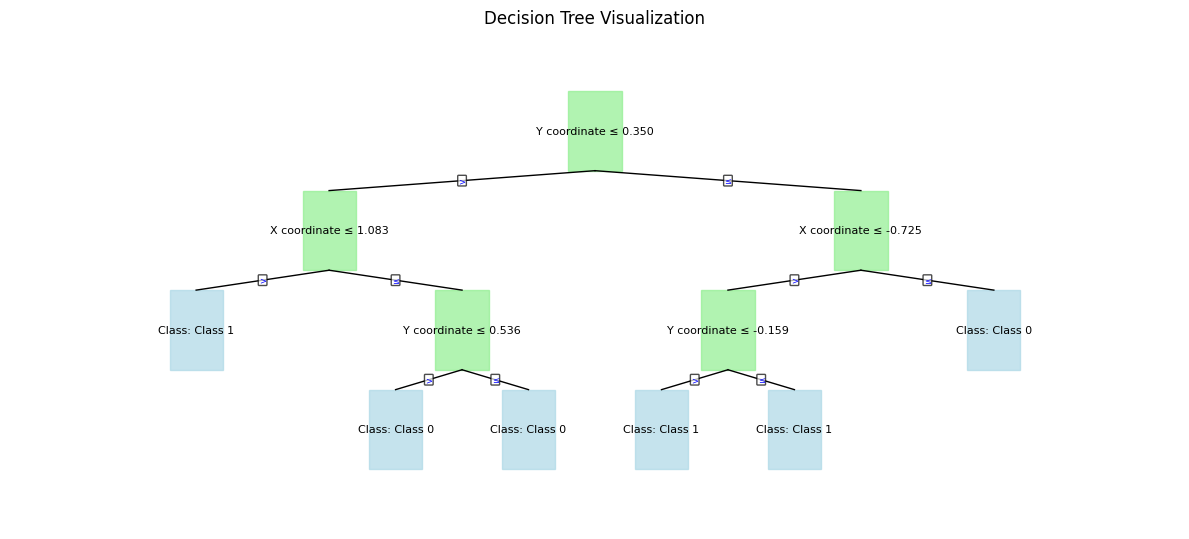 Decision Tree Visualization
Y coordinate ≤ 0.350
>
≤
X coordinate ≤ 1.083
X coordinate ≤ -0.725
>
≤
>
≤
Class: Class 1
Y coordinate ≤ 0.536
Y coordinate ≤ -0.159
Class: Class 0
>
≤
>
≤
Class: Class 0
Class: Class 0
Class: Class 1
Class: Class 1